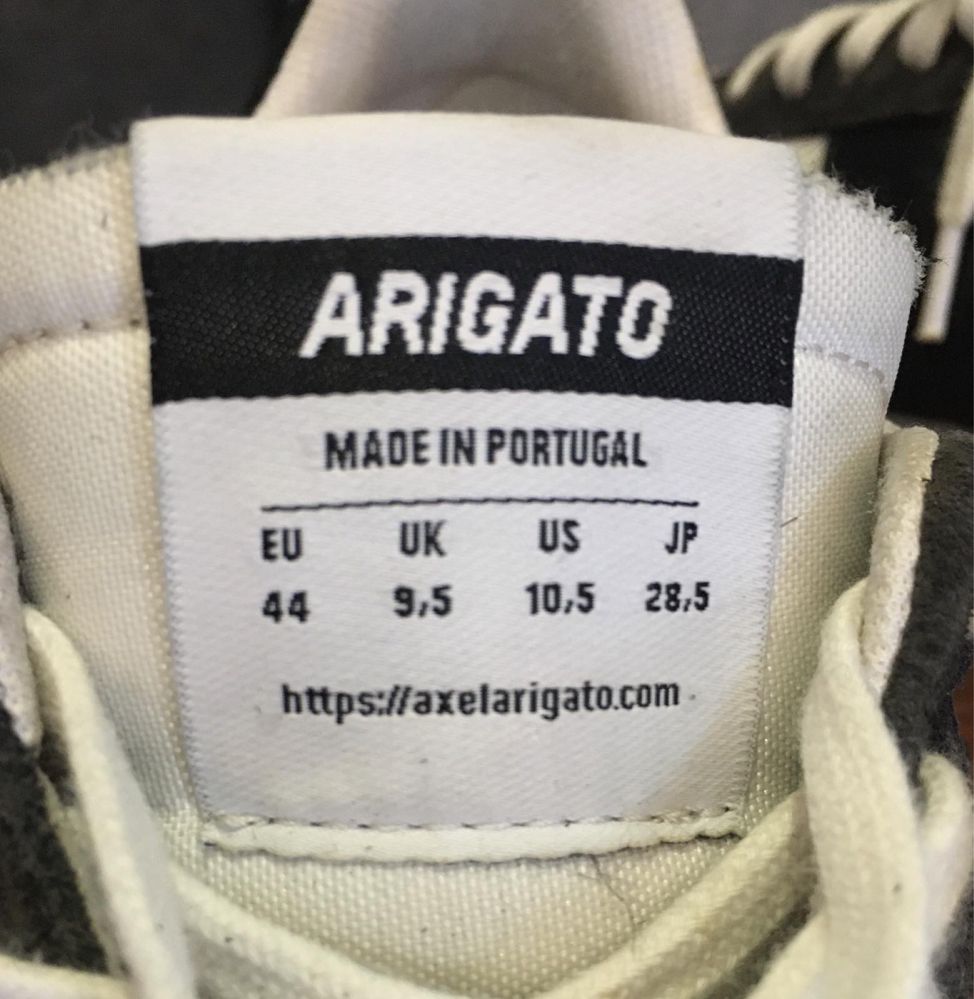 ARIGATO
MADE IN PORTUGAL
EU UK US JP
44 9,5 10,5 28,5
https://axelarigato.com